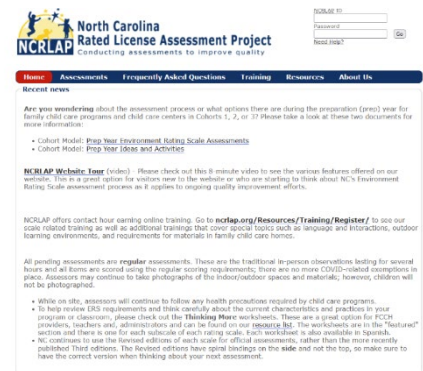 NCRLAP ID
Password
Go
Need Help?
NCRLAP
North Carolina
Rated License Assessment Project
Conducting assessments to improve quality
Home Assessments Frequently Asked Questions Training Resources About Us
Recent news
Are you wondering about the assessment process or what options there are during the preparation (prep) year for
family child care programs and child care centers in Cohorts 1, 2, or 3? Please take a look at these two documents for
more information:
• Cohort Model: Prep Year Environment Rating Scale Assessments
• Cohort Model: Prep Year Ideas and Activities
NCRLAP Website Tour (video) - Please check out this 8-minute video to see the various features offered on our
website. This is a great option for visitors new to the website or who are starting to think about NC's Environment
Rating Scale assessment process as it applies to ongoing quality improvement efforts.
NCRLAP offers contact hour earning online training. Go to ncrlap.org/Resources/Training/Register/ to see our
scale related training as well as additional trainings that cover special topics such as language and interactions, outdoor
learning environments, and requirements for materials in family child care homes.
All pending assessments are regular assessments. These are the traditional in-person observations lasting for several
hours and all items are scored using the regular scoring requirements; there are no more COVID-related exemptions in
place. Assessors may continue to take photographs of the indoor/outdoor spaces and materials; however, children will
not be photographed.
• While on site, assessors will continue to follow any health precautions required by child care programs.
• To help review ERS requirements and think carefully about the current characteristics and practices in your
program or classroom, please check out the Thinking More worksheets. These are a great option for FCCH
providers, teachers and, administrators and can be found on our resource list. The worksheets are in the "featured"
section and there is one for each subscale of each rating scale. Each worksheet is also available in Spanish.
• NC continues to use the Revised editions of each scale for official assessments, rather than the more recently
published Third editions. The Revised editions have spiral bindings on the side and not the top, so make sure to
have the correct version when thinking about your next assessment.